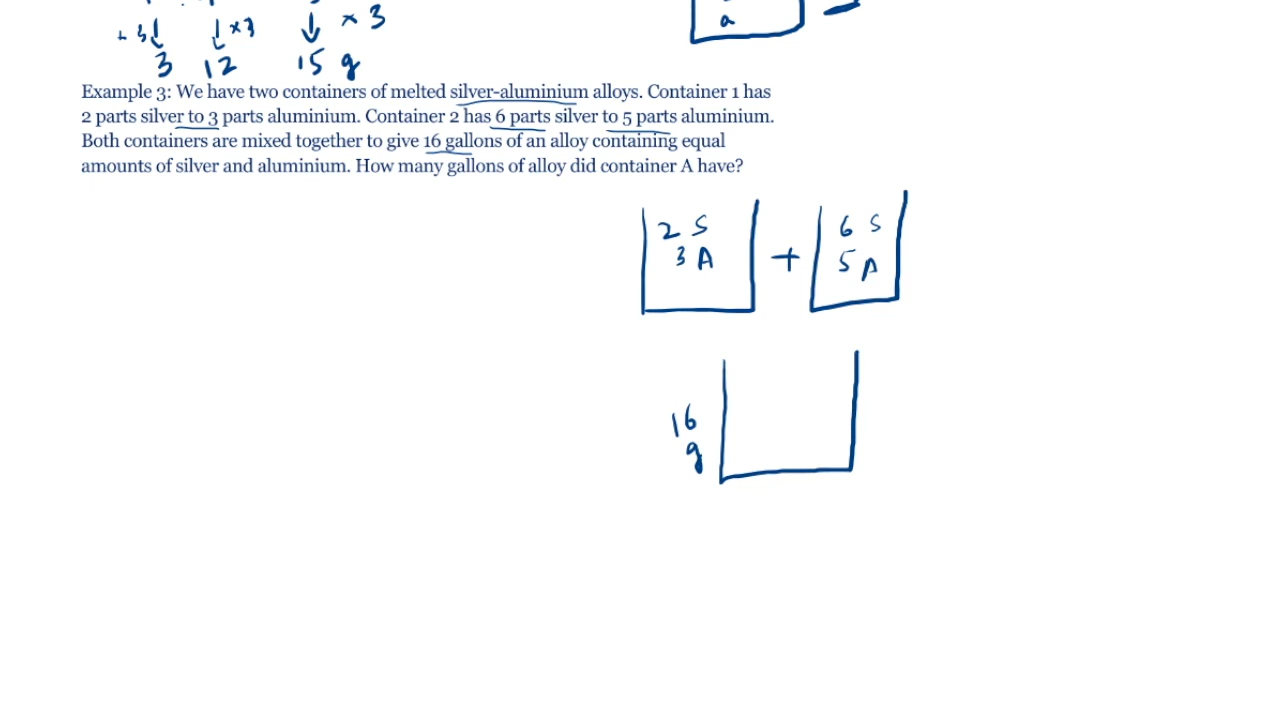 × 3 ×3
a
3 12 15 g
Example 3: We have two containers of melted silver-aluminium alloys. Container 1 has
2 parts silver to 3 parts aluminium. Container 2 has 6 parts silver to 5 parts aluminium.
Both containers are mixed together to give 16 gallons of an alloy containing equal
amounts of silver and aluminium. How many gallons of alloy did container A have?
2 S 6 S
3 A + 5 A
16
g